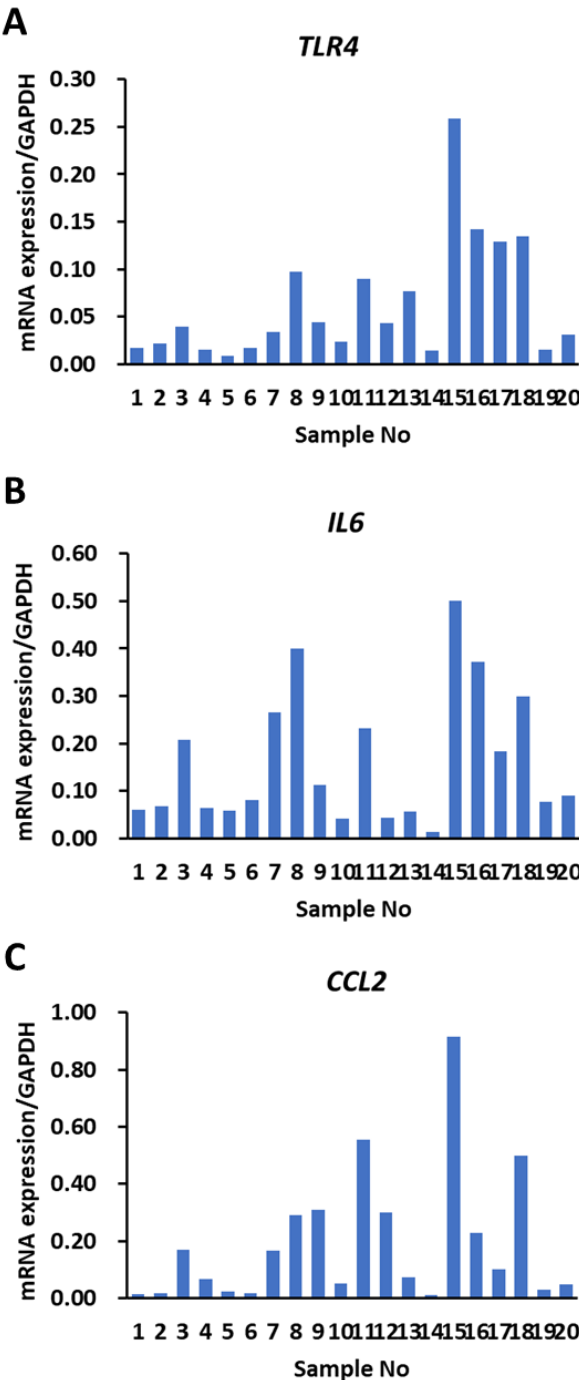 A
TLR4
mRNA expression/GAPDH
0.30
0.25
0.20
0.15
0.10
0.05
0.00
1 2 3 4 5 6 7 8 9 10 11 12 13 14 15 16 17 18 19 20
Sample No
B
IL6
mRNA expression/GAPDH
0.60
0.50
0.40
0.30
0.20
0.10
0.00
1 2 3 4 5 6 7 8 9 10 11 12 13 14 15 16 17 18 19 20
Sample No
C
CCL2
mRNA expression/GAPDH
1.00
0.80
0.60
0.40
0.20
0.00
1 2 3 4 5 6 7 8 9 10 11 12 13 14 15 16 17 18 19 20
Sample No